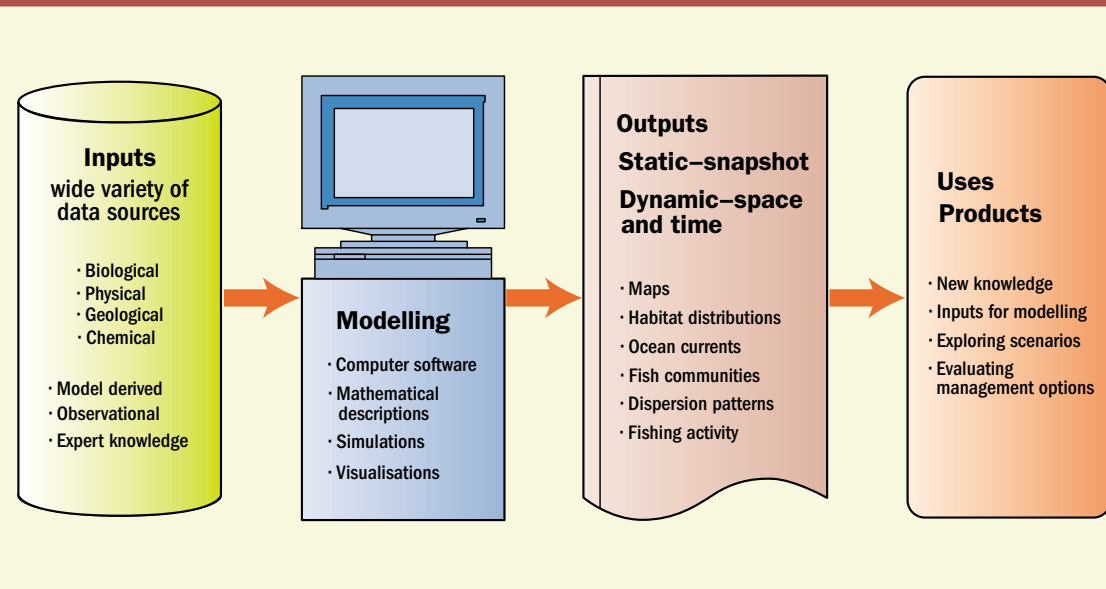 Inputs
wide variety of
data sources
· Biological
· Physical
· Geological
· Chemical
· Model derived
· Observational
· Expert knowledge
Modelling
· Computer software
· Mathematical
descriptions
· Simulations
· Visualisations
Outputs
Static–snapshot
Dynamic–space
and time
· Maps
· Habitat distributions
· Ocean currents
· Fish communities
· Dispersion patterns
· Fishing activity
Uses
Products
· New knowledge
· Inputs for modelling
· Exploring scenarios
· Evaluating
management options